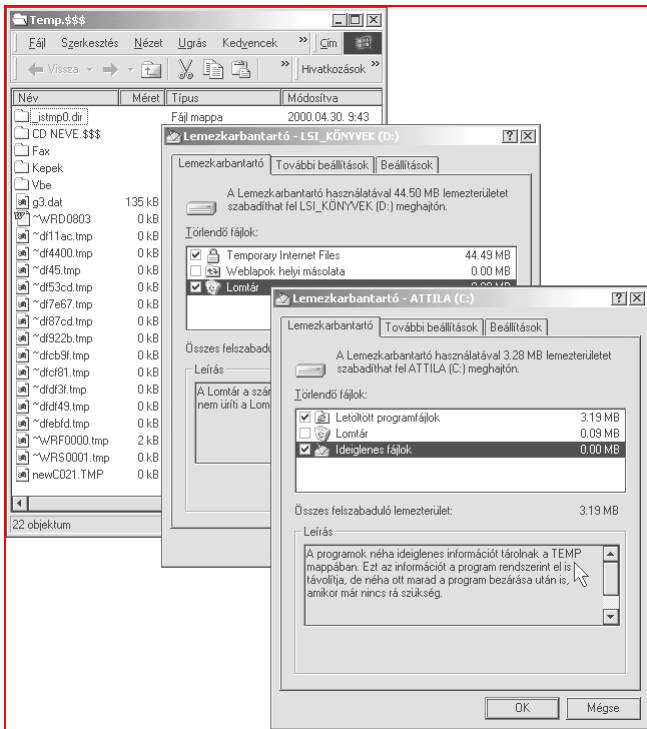 Temp.$$$
Fájl Szerkesztés Nézet Ugrás Kedvencek » Cím
Vissza » Hivatkozások »
Név Méret Típus Módosítva
_istmp0.dir Fájl mappa 2000.04.30. 9:43
CD NEVE.$$$
Fax
Kepek
Vbe
g3.dat 135 kB
~WRD0803 0 kB
~df11ac.tmp 0 kB
~df4400.tmp 0 kB
~df45.tmp 0 kB
~df53cd.tmp 0 kB
~df7e67.tmp 0 kB
~df87cd.tmp 0 kB
~df922b.tmp 0 kB
~dfcb9f.tmp 0 kB
~dfcf81.tmp 0 kB
~dfdf3f.tmp 0 kB
~dfdf49.tmp 0 kB
~dfebfd.tmp 0 kB
~WRF0000.tmp 2 kB
~WRS0001.tmp 0 kB
newC021.TMP 0 kB
22 objektum
Lemezkarbantartó - LSI_KÖNYVEK (D:)
Lemezkarbantartó További beállítások Beállítások
A Lemezkarbantartó használatával 44.50 MB lemezterületet
szabadíthat fel LSI_KÖNYVEK (D:) meghajtón.
Törlendő fájlok:
Temporary Internet Files 44.49 MB
Weblapok helyi másolata 0.00 MB
Lomtár 0.00 MB
Összes felszabadu
Leírás
A Lomtár a szár
nem üríti a Lom
Lemezkarbantartó - ATTILA (C:)
Lemezkarbantartó További beállítások Beállítások
A Lemezkarbantartó használatával 3.28 MB lemezterületet
szabadíthat fel ATTILA (C:) meghajtón.
Törlendő fájlok:
Letöltött programfájlok 3.19 MB
Lomtár 0.09 MB
Ideiglenes fájlok 0.00 MB
Összes felszabaduló lemezterület: 3.19 MB
Leírás
A programok néha ideiglenes információt tárolnak a TEMP
mappában. Ezt az információt a program rendszerint el is
távolítja, de néha ott marad a program bezárása után is,
amikor már nincs rá szükség.
OK Mégse